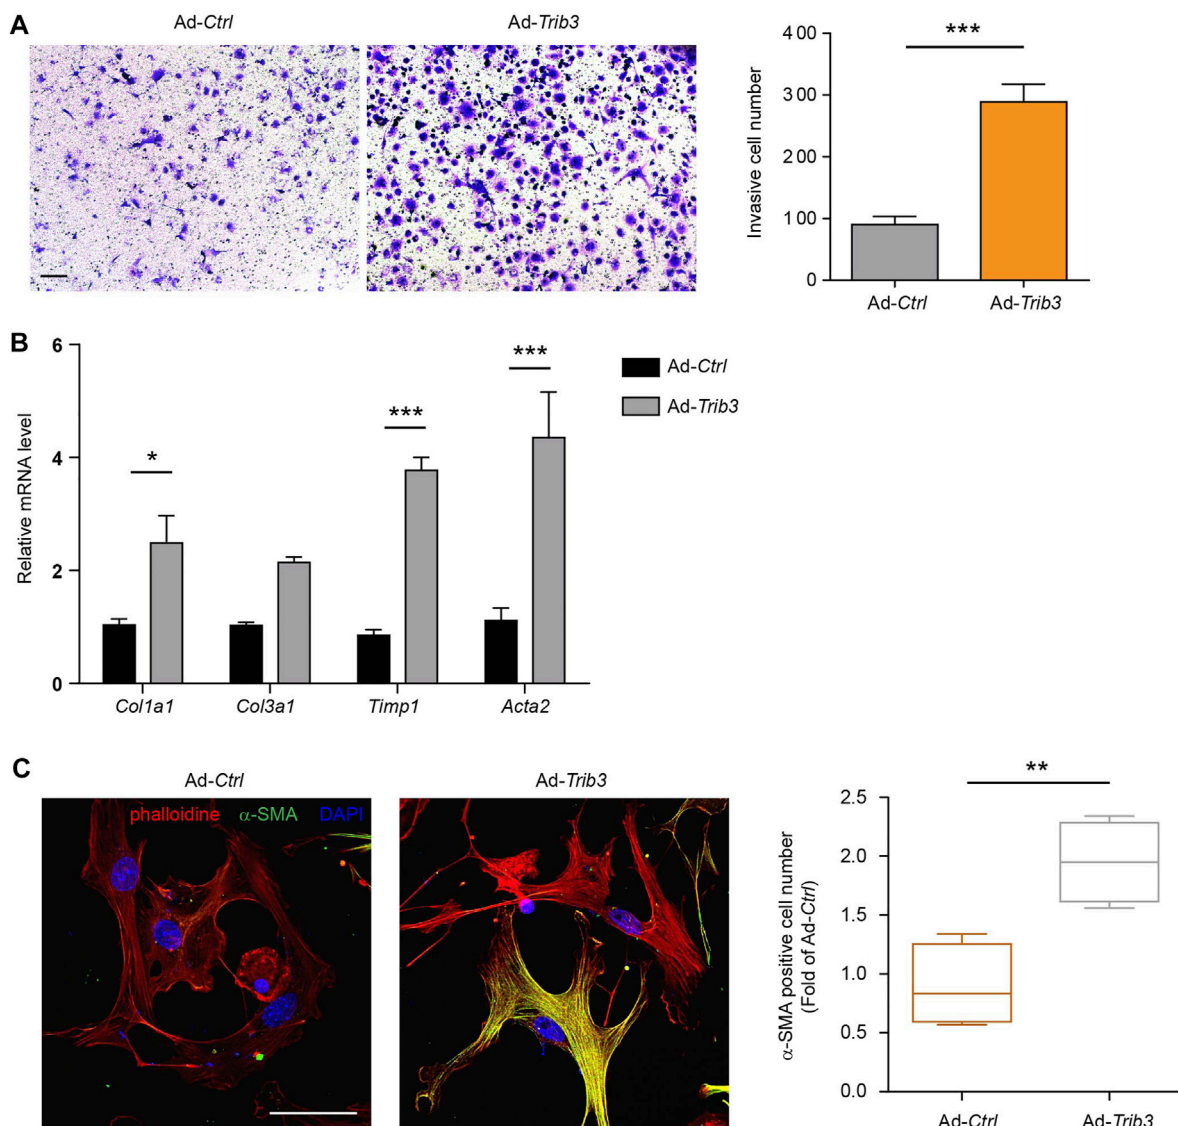 A
Ad-Ctrl
Ad-Trib3
Invasive cell number
400
300
200
100
0
***
Ad-Ctrl
Ad-Trib3
B
Relative mRNA level
6
4
2
0
*
***
***
Ad-Ctrl
Ad-Trib3
Col1a1
Col3a1
Timp1
Acta2
C
Ad-Ctrl
Ad-Trib3
phalloidine α-SMA DAPI
α-SMA positive cell number
(Fold of Ad-Ctrl)
2.5
2.0
1.5
1.0
0.5
0.0
**
Ad-Ctrl
Ad-Trib3